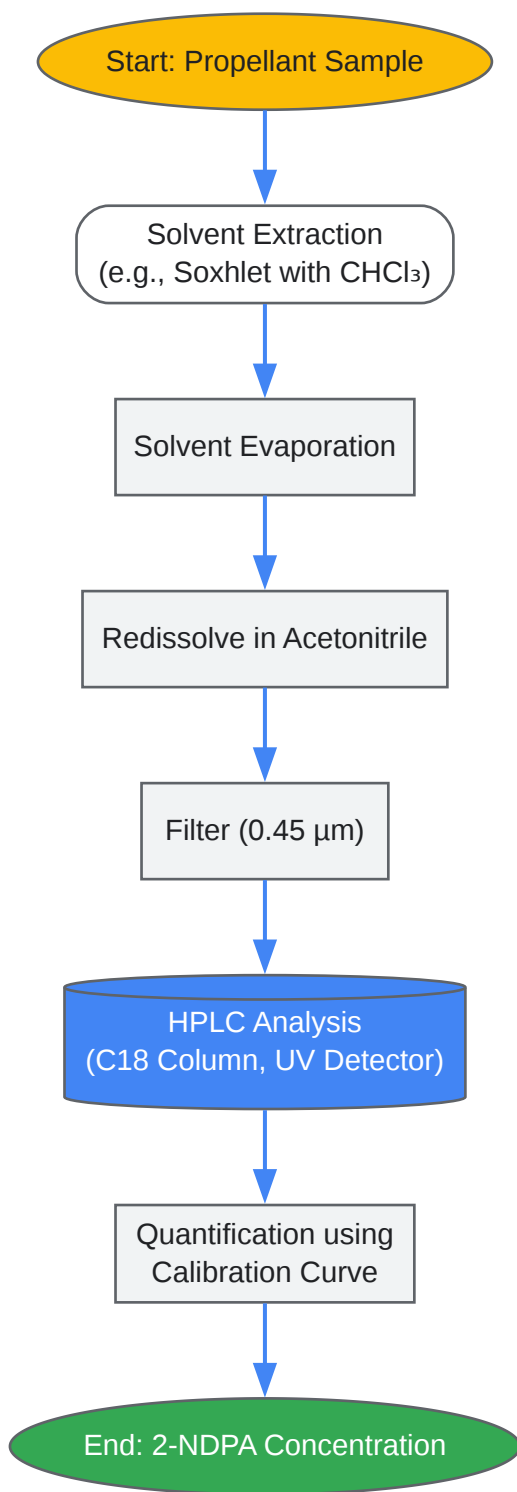 Start: Propellant Sample
Solvent Extraction
(e.g., Soxhlet with CHCl₃)
Solvent Evaporation
Redissolve in Acetonitrile
Filter (0.45 µm)
HPLC Analysis
(C18 Column, UV Detector)
Quantification using
Calibration Curve
End: 2-NDPA Concentration